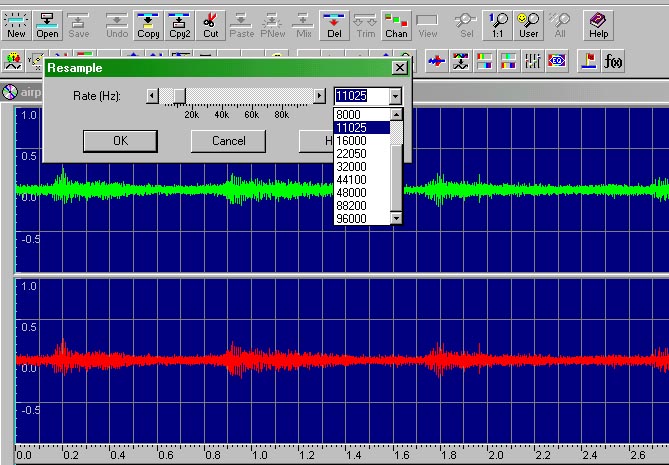 New Open Save Undo Copy Cpy2 Cut Paste PNew Mix Del Trim Chan View Sel 1:1 User All Help
EQ f(x)
Resample
airp
Rate (Hz): 11025
20k 40k 60k 80k
OK Cancel H
8000
11025
16000
22050
32000
44100
48000
88200
96000
1.0
0.5
0.0
-0.5
1.0
0.5
0.0
-0.5
0.0 0.2 0.4 0.6 0.8 1.0 1.2 1.4 1.6 1.8 2.0 2.2 2.4 2.6